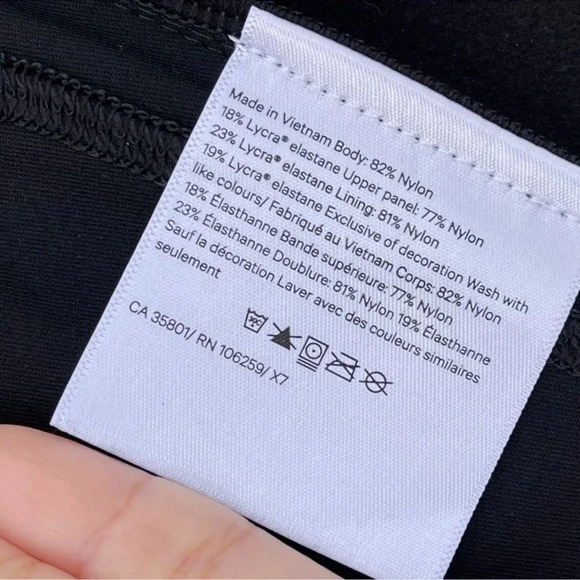 Made in Vietnam Body: 82% Nylon
18% Lycra® elastane Upper panel: 77% Nylon
23% Lycra® elastane Lining: 81% Nylon
19% Lycra® elastane Exclusive of decoration Wash with
like colours/ Fabriqué au Vietnam Corps: 82% Nylon
18% Élasthanne Bande supérieure: 77% Nylon
23% Élasthanne Doublure: 81% Nylon 19% Élasthanne
Sauf la décoration Laver avec des couleurs similaires
seulement
CA 35801/ RN 106259/ X7